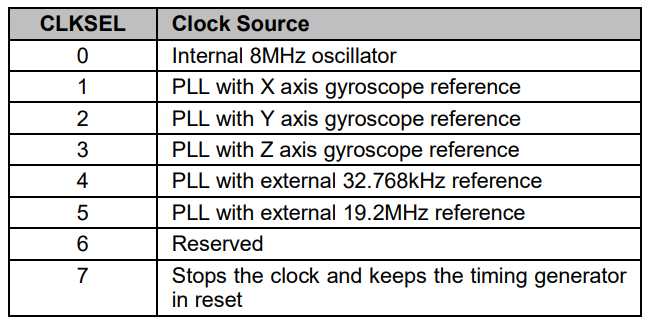 CLKSEL Clock Source
0 Internal 8MHz oscillator
1 PLL with X axis gyroscope reference
2 PLL with Y axis gyroscope reference
3 PLL with Z axis gyroscope reference
4 PLL with external 32.768kHz reference
5 PLL with external 19.2MHz reference
6 Reserved
7 Stops the clock and keeps the timing generator
in reset